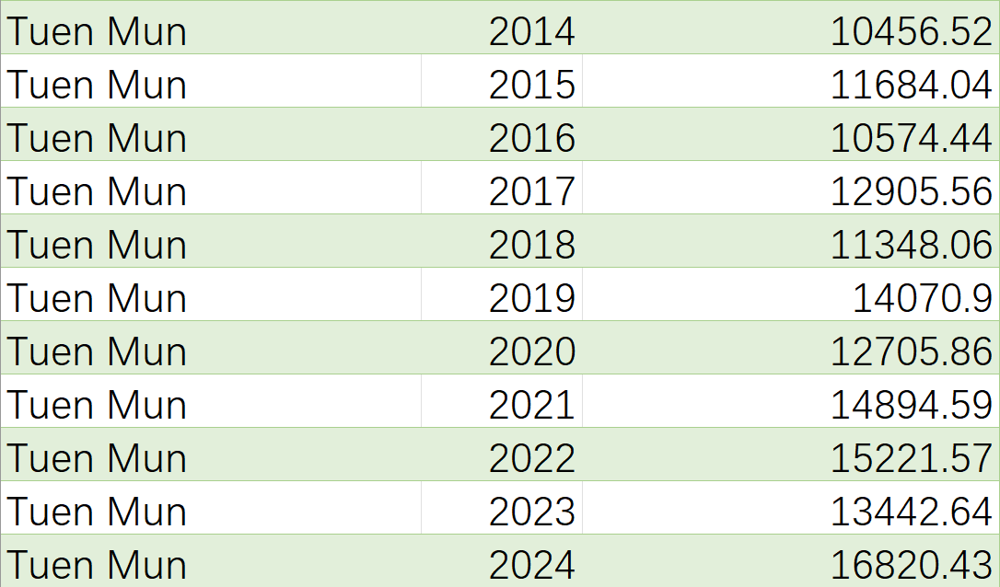 Tuen Mun 2014 10456.52
Tuen Mun 2015 11684.04
Tuen Mun 2016 10574.44
Tuen Mun 2017 12905.56
Tuen Mun 2018 11348.06
Tuen Mun 2019 14070.9
Tuen Mun 2020 12705.86
Tuen Mun 2021 14894.59
Tuen Mun 2022 15221.57
Tuen Mun 2023 13442.64
Tuen Mun 2024 16820.43